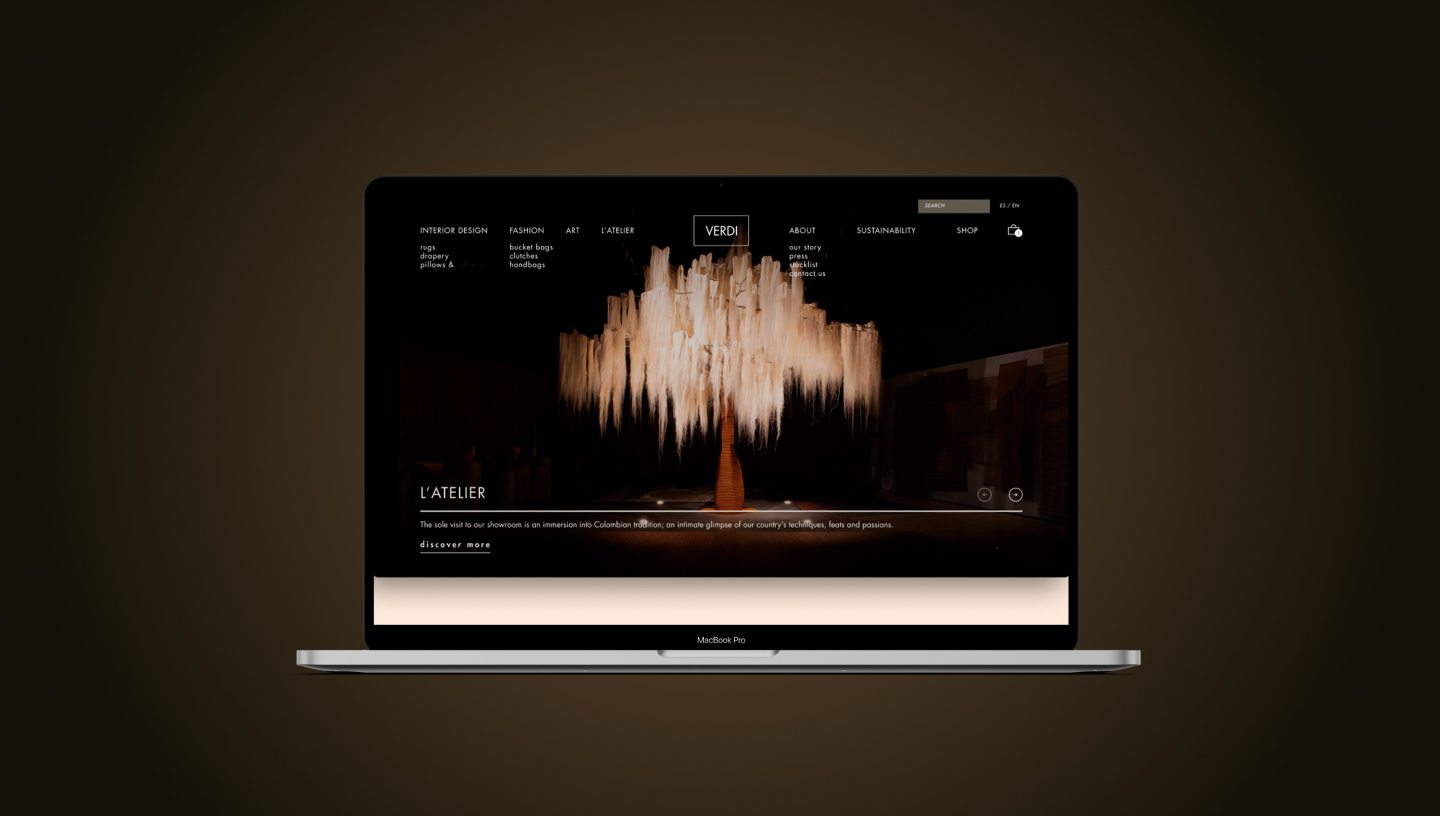 SEARCH
ES / EN
INTERIOR DESIGN
FASHION
ART
L'ATELIER
VERDI
ABOUT
SUSTAINABILITY
SHOP
rugs
drapery
pillows &
bucket bags
clutches
handbags
our story
press
stocklist
contact us
L'ATELIER
The sole visit to our showroom is an immersion into Colombian tradition; an intimate glimpse of our country's techniques, feats and passions.
discover more
MacBook Pro